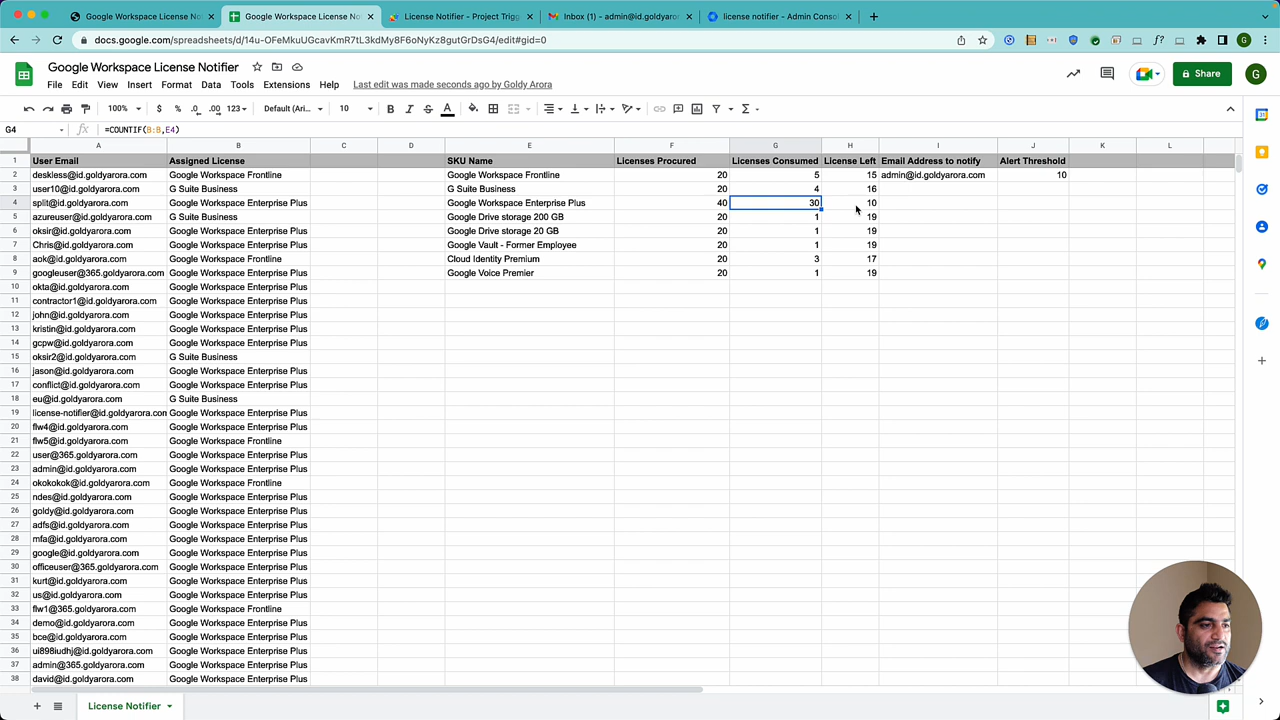 Google Workspace License No
Google Workspace License No
License Notifier - Project Trigg
Inbox (1) - admin@id.goldyaror
license notifier - Admin Conso
docs.google.com/spreadsheets/d/14u-OFeMkuUGcavKmR7tL3kdMy8F6oNyKz8gutGrDsG4/edit#gid=0
Google Workspace License Notifier
File Edit View Insert Format Data Tools Extensions Help Last edit was made seconds ago by Goldy Arora
Share
G
100% $ % .0 .00 123 Default (Ari... 10 B I S A
G4 fx =COUNTIF(B:B,E4)
A B C D E F G H I J K L
1 User Email Assigned License SKU Name Licenses Procured Licenses Consumed License Left Email Address to notify Alert Threshold
2 deskless@id.goldyarora.com Google Workspace Frontline Google Workspace Frontline 20 5 15 admin@id.goldyarora.com 10
3 user10@id.goldyarora.com G Suite Business G Suite Business 20 4 16
4 split@id.goldyarora.com Google Workspace Enterprise Plus Google Workspace Enterprise Plus 40 30 10
5 azureuser@id.goldyarora.com G Suite Business Google Drive storage 200 GB 20 1 19
6 oksir@id.goldyarora.com Google Workspace Enterprise Plus Google Drive storage 20 GB 20 1 19
7 Chris@id.goldyarora.com Google Workspace Enterprise Plus Google Vault - Former Employee 20 1 19
8 aok@id.goldyarora.com Google Workspace Frontline Cloud Identity Premium 20 3 17
9 googleuser@365.goldyarora.com Google Workspace Enterprise Plus Google Voice Premier 20 1 19
10 okta@id.goldyarora.com Google Workspace Enterprise Plus
11 contractor1@id.goldyarora.com Google Workspace Enterprise Plus
12 john@id.goldyarora.com Google Workspace Enterprise Plus
13 kristin@id.goldyarora.com Google Workspace Enterprise Plus
14 gcpw@id.goldyarora.com Google Workspace Enterprise Plus
15 oksir2@id.goldyarora.com G Suite Business
16 jason@id.goldyarora.com Google Workspace Enterprise Plus
17 conflict@id.goldyarora.com Google Workspace Enterprise Plus
18 eu@id.goldyarora.com G Suite Business
19 license-notifier@id.goldyarora.con Google Workspace Enterprise Plus
20 flw4@id.goldyarora.com Google Workspace Enterprise Plus
21 flw5@id.goldyarora.com Google Workspace Frontline
22 user@365.goldyarora.com Google Workspace Enterprise Plus
23 admin@id.goldyarora.com Google Workspace Enterprise Plus
24 okokokok@id.goldyarora.com Google Workspace Frontline
25 ndes@id.goldyarora.com Google Workspace Enterprise Plus
26 goldy@id.goldyarora.com Google Workspace Enterprise Plus
27 adfs@id.goldyarora.com Google Workspace Enterprise Plus
28 mfa@id.goldyarora.com Google Workspace Enterprise Plus
29 google@id.goldyarora.com Google Workspace Enterprise Plus
30 officeuser@365.goldyarora.com Google Workspace Enterprise Plus
31 kurt@id.goldyarora.com Google Workspace Enterprise Plus
32 us@id.goldyarora.com Google Workspace Enterprise Plus
33 flw1@365.goldyarora.com Google Workspace Frontline
34 demo@id.goldyarora.com Google Workspace Enterprise Plus
35 bce@id.goldyarora.com Google Workspace Enterprise Plus
36 ui898iudhj@id.goldyarora.com Google Workspace Enterprise Plus
37 admin@365.goldyarora.com Google Workspace Enterprise Plus
38 david@id.goldyarora.com Google Workspace Enterprise Plus
License Notifier